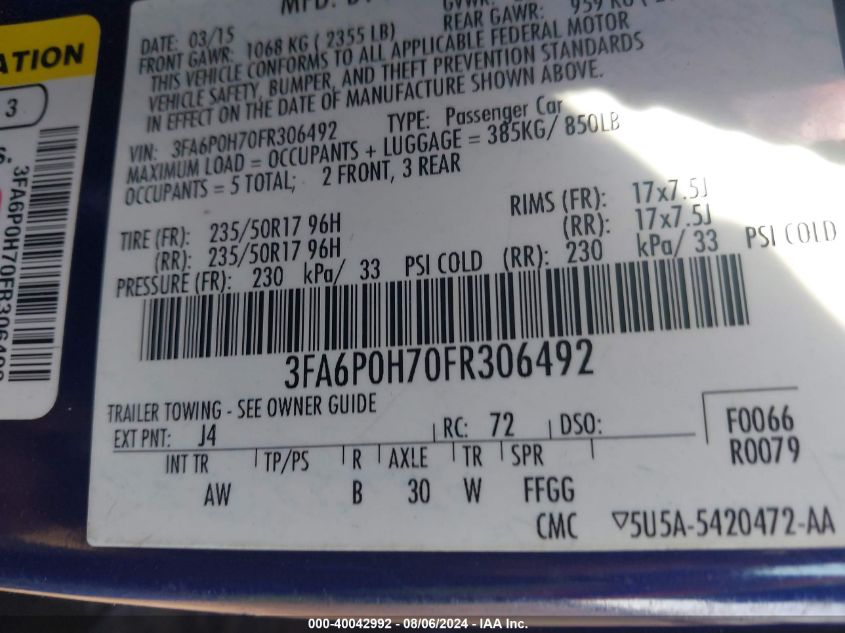 MFD. BY
GVWR:
DATE: 03/15
REAR GAWR: 959 KG
FRONT GAWR: 1068 KG ( 2355 LB)
THIS VEHICLE CONFORMS TO ALL APPLICABLE FEDERAL MOTOR
VEHICLE SAFETY, BUMPER, AND THEFT PREVENTION STANDARDS
IN EFFECT ON THE DATE OF MANUFACTURE SHOWN ABOVE.
VIN: 3FA6P0H70FR306492
TYPE: Passenger Car
MAXIMUM LOAD = OCCUPANTS + LUGGAGE = 385KG/ 850LB
OCCUPANTS = 5 TOTAL; 2 FRONT, 3 REAR
TIRE (FR): 235/50R17 96H RIMS (FR): 17x7.5J
(RR): 235/50R17 96H (RR): 17x7.5J
PRESSURE (FR): 230 kPa/ 33 PSI COLD (RR): 230 kPa/ 33 PSI COLD
3FA6P0H70FR306492
TRAILER TOWING - SEE OWNER GUIDE
EXT PNT: J4 RC: 72 DSO: F0066
INT TR TP/PS R AXLE TR SPR R0079
AW B 30 W FFGG
CMC ▽5U5A-5420472-AA
ATION
3
3FA6P0H70FR306492
000-40042992 - 08/06/2024 - IAA Inc.